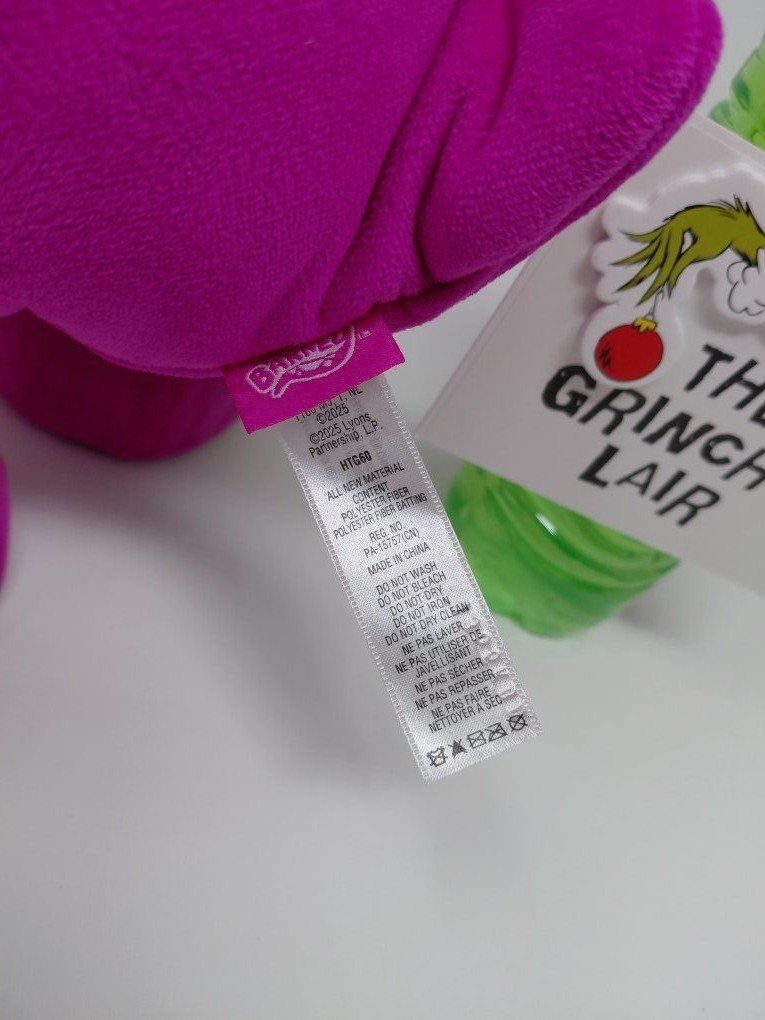 BARNEY
©2025
©2025 Lyons
Partnership, L.P.
HTG60
ALL NEW MATERIAL
CONTENT
POLYESTER FIBER
POLYESTER FIBER BATTING
REG. NO.
PA-15757(CN)
MADE IN CHINA
DO NOT WASH
DO NOT BLEACH
DO NOT DRY
DO NOT IRON
DO NOT DRY CLEAN
NE PAS LAVER
NE PAS UTILISER DE
JAVELLISANT
NE PAS SÉCHER
NE PAS REPASSER
NE PAS FAIRE
NETTOYER À SEC
THE
GRINCH
LAIR